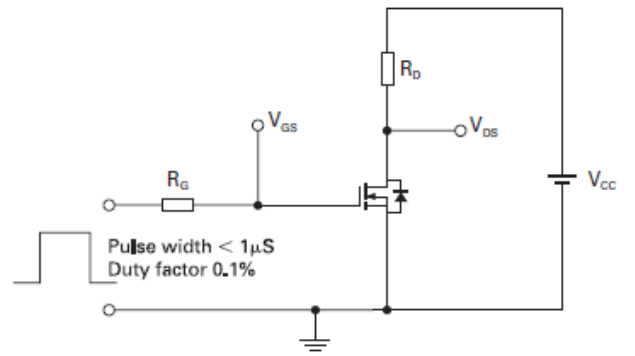 R_D
V_GS
V_DS
R_G
V_CC
Pulse width < 1μS
Duty factor 0.1%